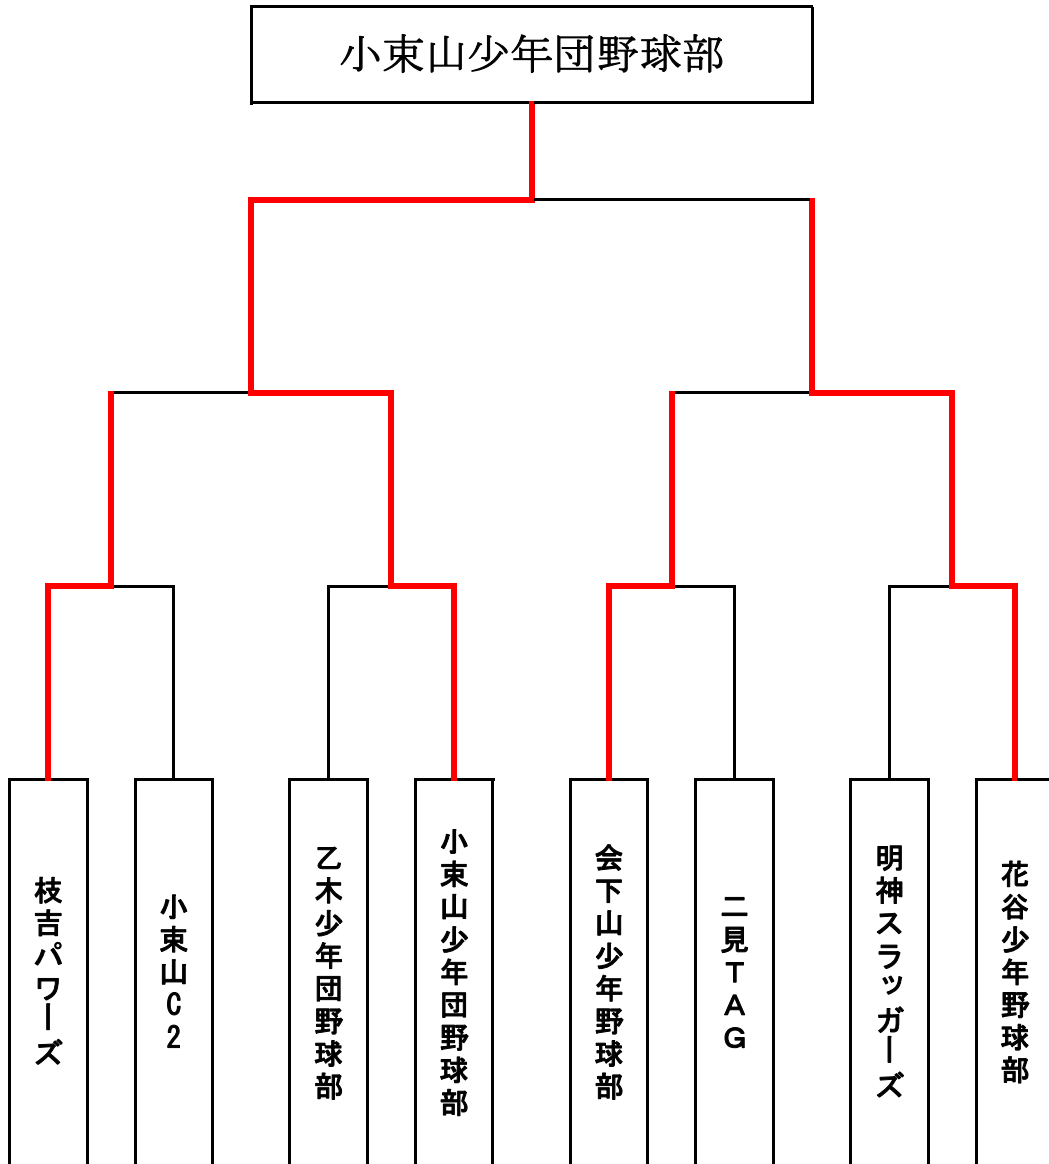 小束山少年団野球部
枝吉パワーズ
小束山C2
乙木少年団野球部
小束山少年団野球部
会下山少年野球部
二見TAG
明神スラッガーズ
花谷少年野球部